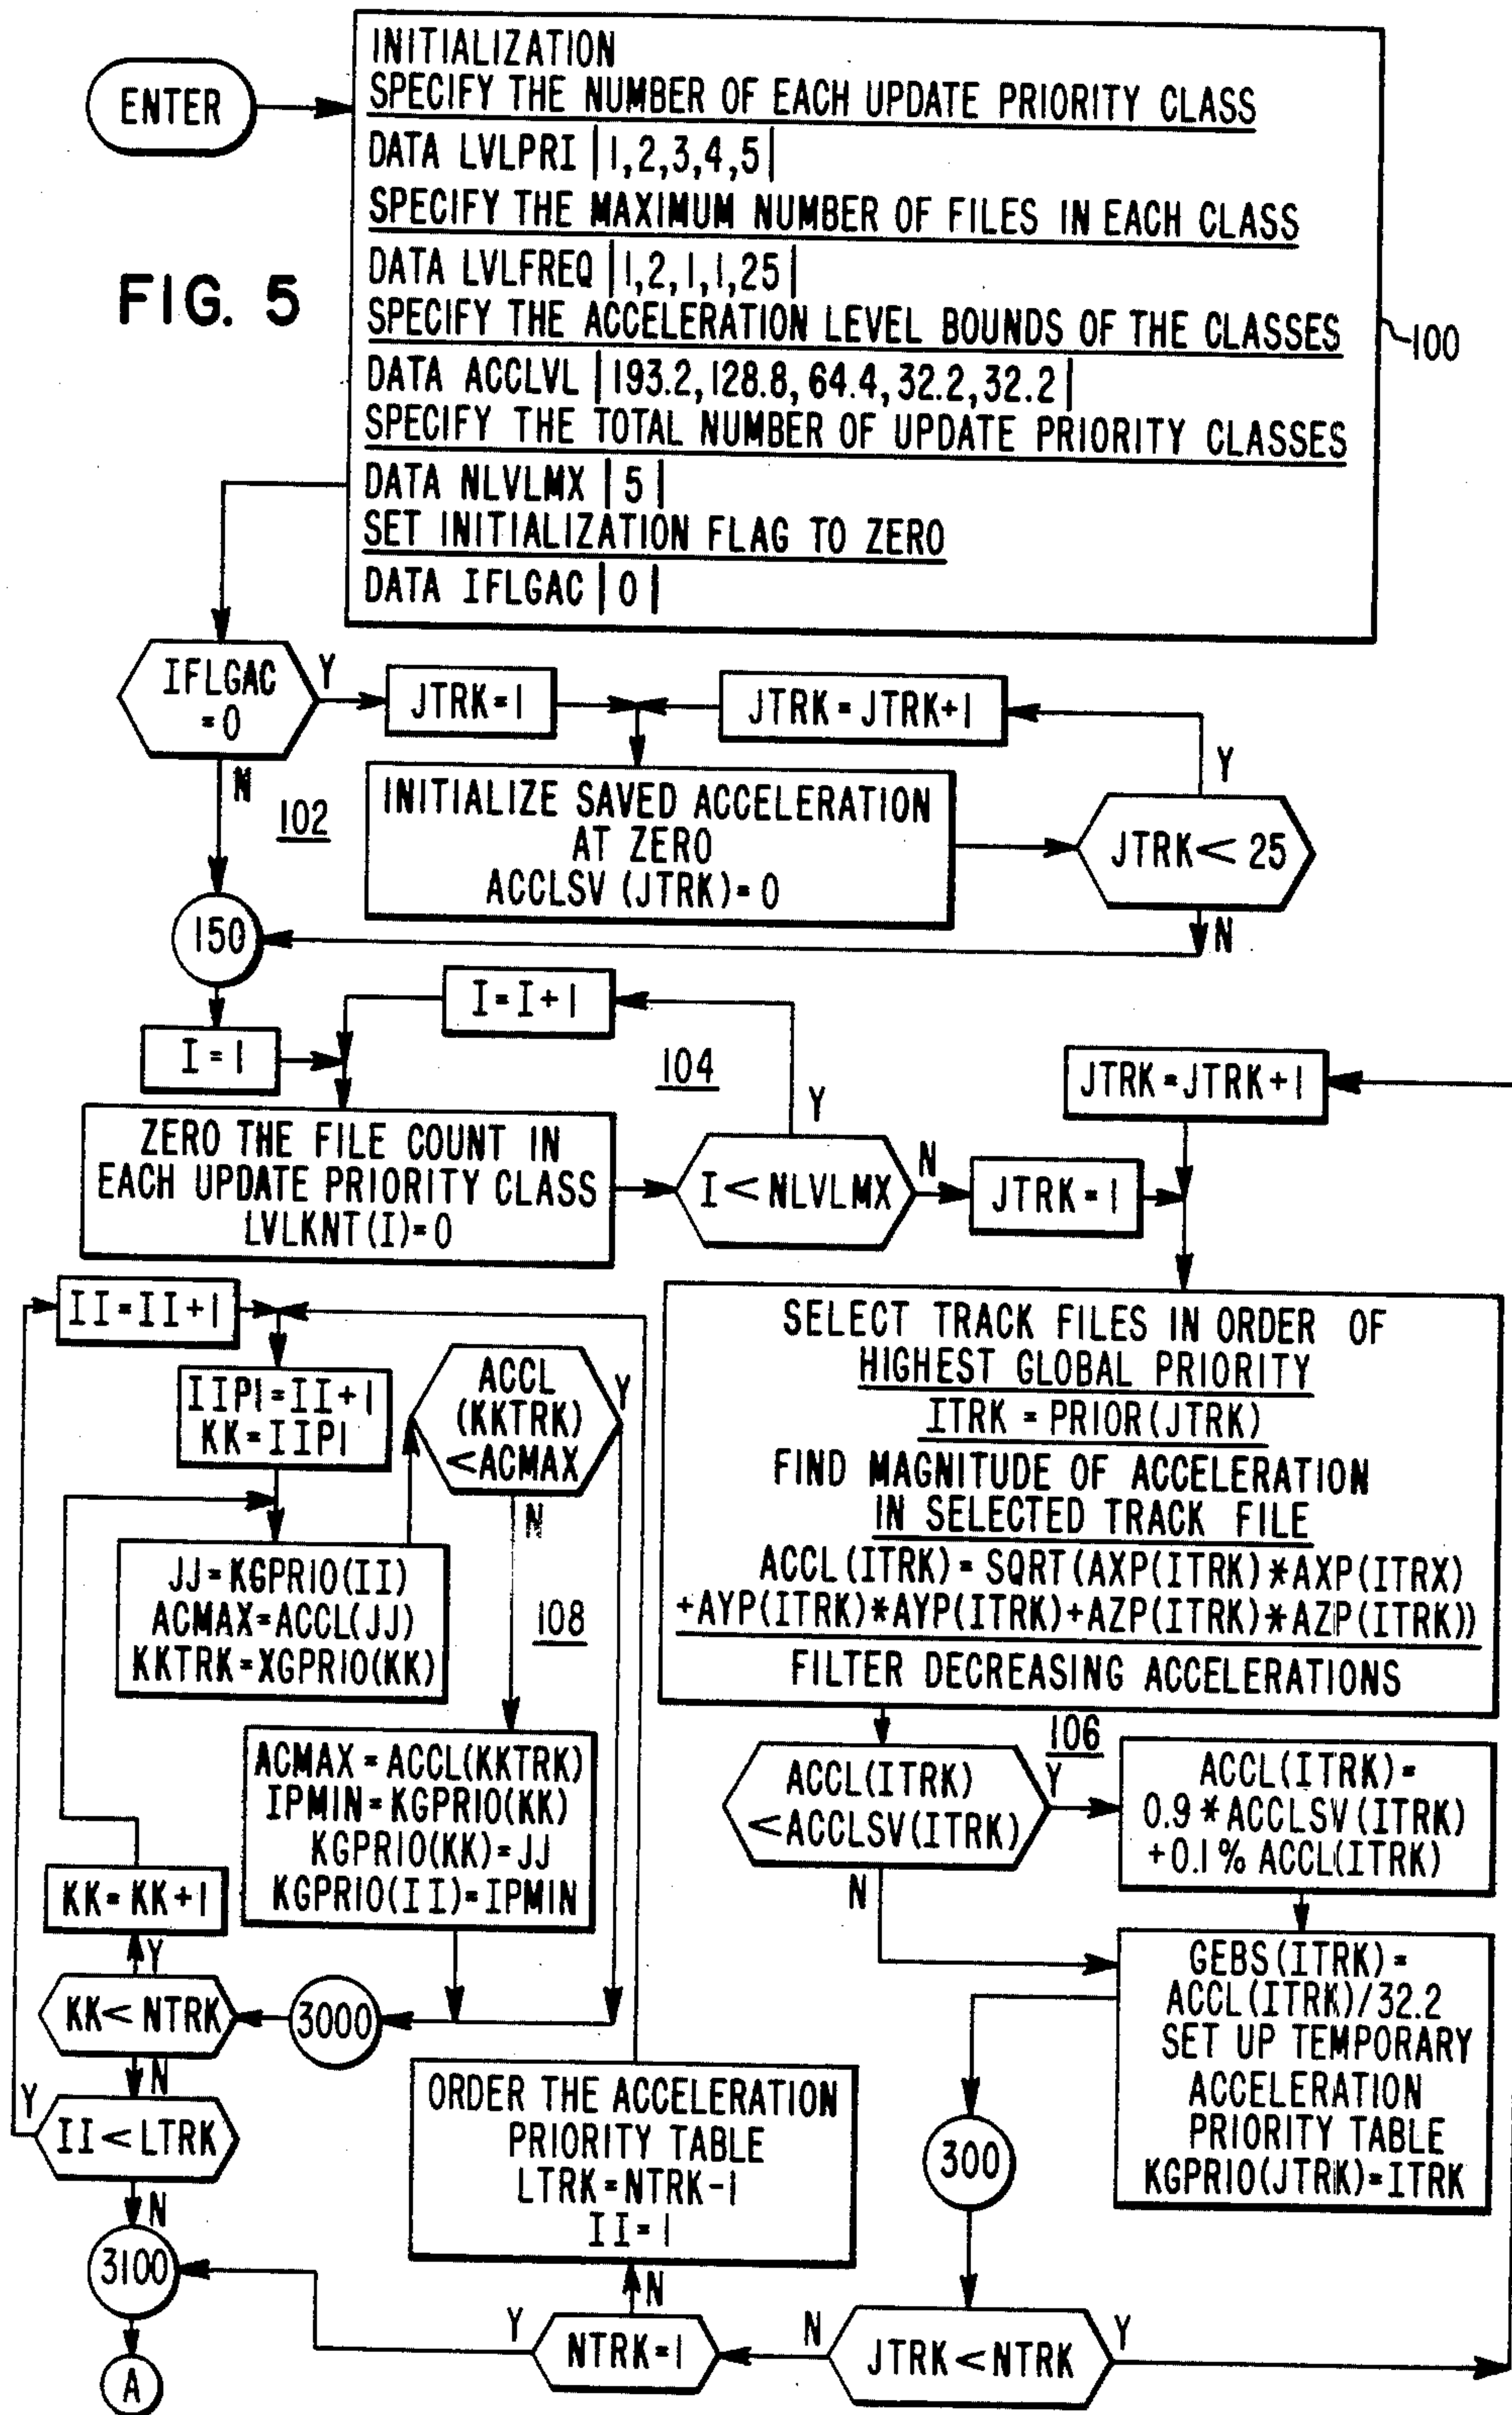 ENTER
INITIALIZATION
SPECIFY THE NUMBER OF EACH UPDATE PRIORITY CLASS
DATA LVLPRI |1,2,3,4,5|
SPECIFY THE MAXIMUM NUMBER OF FILES IN EACH CLASS
DATA LVLFREQ |1,2,1,1,25|
SPECIFY THE ACCELERATION LEVEL BOUNDS OF THE CLASSES
DATA ACCLVL |193.2,128.8,64.4,32.2,32.2|
SPECIFY THE TOTAL NUMBER OF UPDATE PRIORITY CLASSES
DATA NLVLMX |5|
SET INITIALIZATION FLAG TO ZERO
DATA IFLGAC |0|
100
FIG. 5
IFLGAC
=0
Y
N
JTRK=1
JTRK=JTRK+1
102
INITIALIZE SAVED ACCELERATION
AT ZERO
ACCLSV (JTRK)=0
JTRK<25
Y
N
150
I=1
I=I+1
104
ZERO THE FILE COUNT IN
EACH UPDATE PRIORITY CLASS
LVLKNT(I)=0
I<NLVLMX
Y
N
JTRK=1
JTRK=JTRK+1
SELECT TRACK FILES IN ORDER OF
HIGHEST GLOBAL PRIORITY
ITRK=PRIOR(JTRK)
FIND MAGNITUDE OF ACCELERATION
IN SELECTED TRACK FILE
ACCL(ITRK)=SQRT(AXP(ITRK)*AXP(ITRX)
+AYP(ITRK)*AYP(ITRK)+AZP(ITRK)*AZP(ITRK))
FILTER DECREASING ACCELERATIONS
106
ACCL(ITRK)
<ACCLSV(ITRK)
Y
N
ACCL(ITRK)=
0.9*ACCLSV(ITRK)
+0.1% ACCL(ITRK)
GEBS(ITRK)=
ACCL(ITRK)/32.2
SET UP TEMPORARY
ACCELERATION
PRIORITY TABLE
KGPRIO(JTRK)=ITRK
300
JTRK<NTRK
Y
N
NTRK=1
Y
N
ORDER THE ACCELERATION
PRIORITY TABLE
LTRK=NTRK-1
II=1
II=II+1
IIP1=II+1
KK=IIP1
JJ=KGPRIO(II)
ACMAX=ACCL(JJ)
KKTRK=XGPRIO(KK)
ACCL
(KKTRK)
<ACMAX
Y
N
108
ACMAX=ACCL(KKTRK)
IPMIN=KGPRIO(KK)
KGPRIO(KK)=JJ
KGPRIO(II)=IPMIN
3000
KK=KK+1
Y
KK<NTRK
N
Y
II<LTRK
N
3100
A